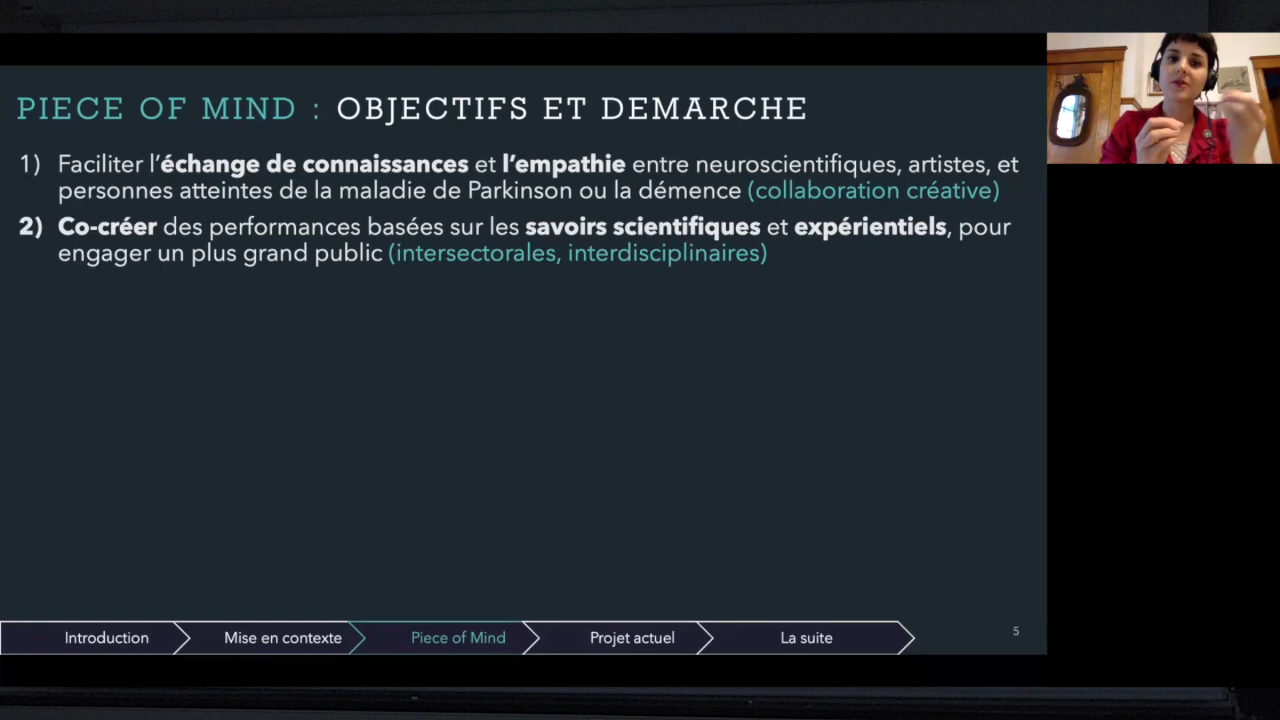 PIECE OF MIND : OBJECTIFS ET DEMARCHE
1) Faciliter l'échange de connaissances et l'empathie entre neuroscientifiques, artistes, et
personnes atteintes de la maladie de Parkinson ou la démence (collaboration créative)
2) Co-créer des performances basées sur les savoirs scientifiques et expérientiels, pour
engager un plus grand public (intersectorales, interdisciplinaires)
Introduction
Mise en contexte
Piece of Mind
Projet actuel
La suite
5